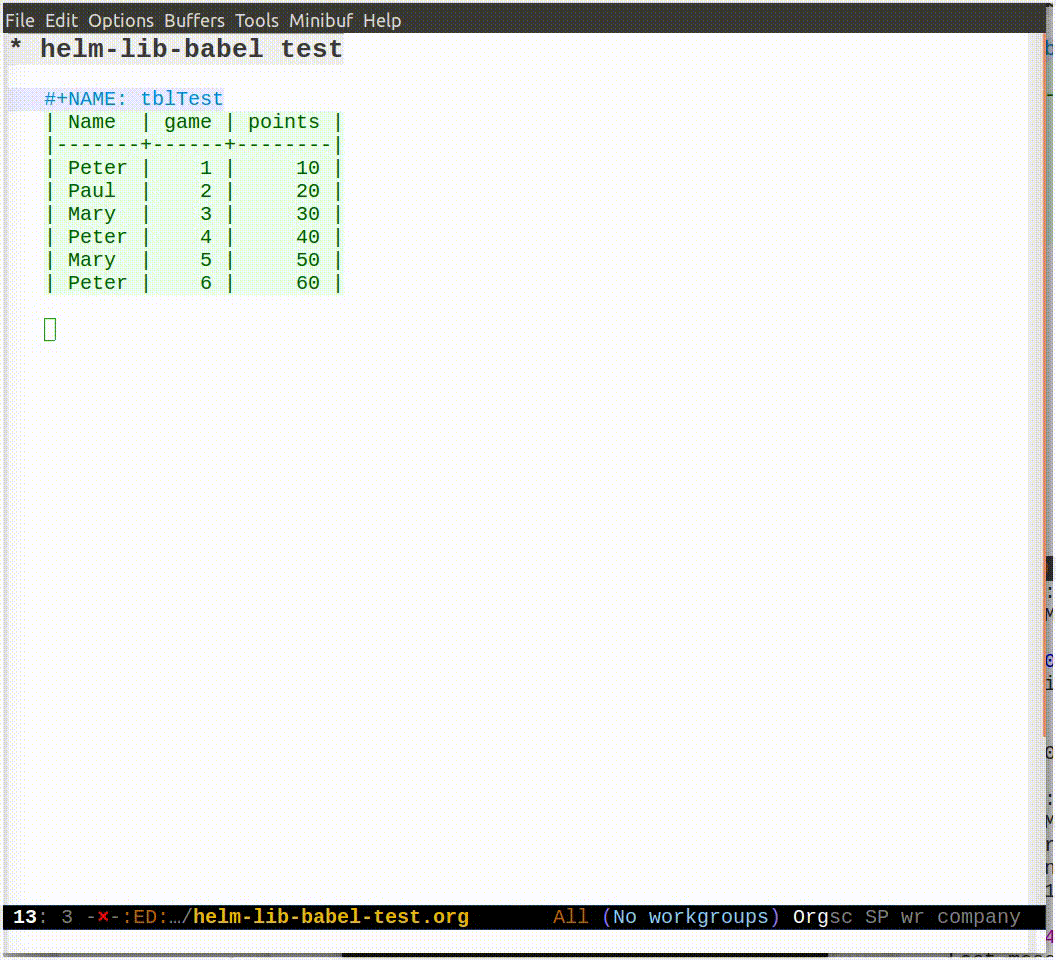 File Edit Options Buffers Tools Minibuf Help
* helm-lib-babel test
#+NAME: tblTest
| Name  | game | points |
|-------+------+--------|
| Peter |    1 |     10 |
| Paul  |    2 |     20 |
| Mary  |    3 |     30 |
| Peter |    4 |     40 |
| Mary  |    5 |     50 |
| Peter |    6 |     60 |
13: 3 -×-:ED:…/helm-lib-babel-test.org All (No workgroups) Orgsc SP wr company